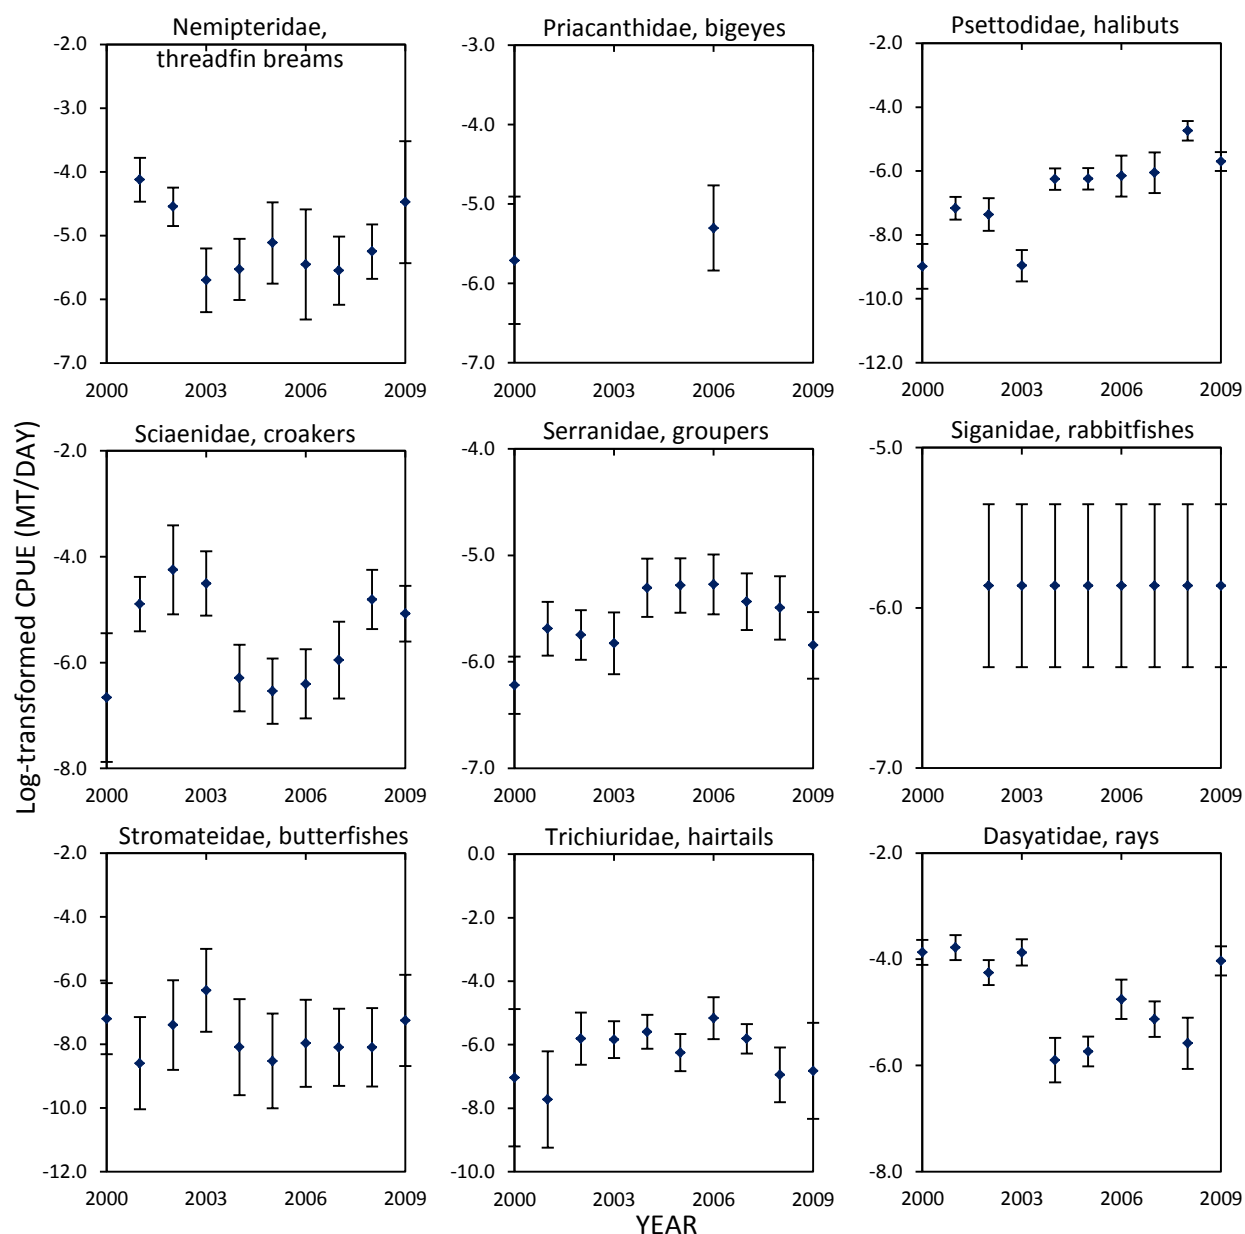 Nemipteridae,
threadfin breams
-2.0
-3.0
-4.0
-5.0
-6.0
-7.0
2000 2003 2006 2009
Priacanthidae, bigeyes
-3.0
-4.0
-5.0
-6.0
-7.0
2000 2003 2006 2009
Psettodidae, halibuts
-2.0
-4.0
-6.0
-8.0
-10.0
-12.0
2000 2003 2006 2009
Log-transformed CPUE (MT/DAY)
Sciaenidae, croakers
-2.0
-4.0
-6.0
-8.0
2000 2003 2006 2009
Serranidae, groupers
-4.0
-5.0
-6.0
-7.0
2000 2003 2006 2009
Siganidae, rabbitfishes
-5.0
-6.0
-7.0
2000 2003 2006 2009
Stromateidae, butterfishes
-2.0
-4.0
-6.0
-8.0
-10.0
-12.0
2000 2003 2006 2009
Trichiuridae, hairtails
0.0
-2.0
-4.0
-6.0
-8.0
-10.0
2000 2003 2006 2009
Dasyatidae, rays
-2.0
-4.0
-6.0
-8.0
2000 2003 2006 2009
YEAR